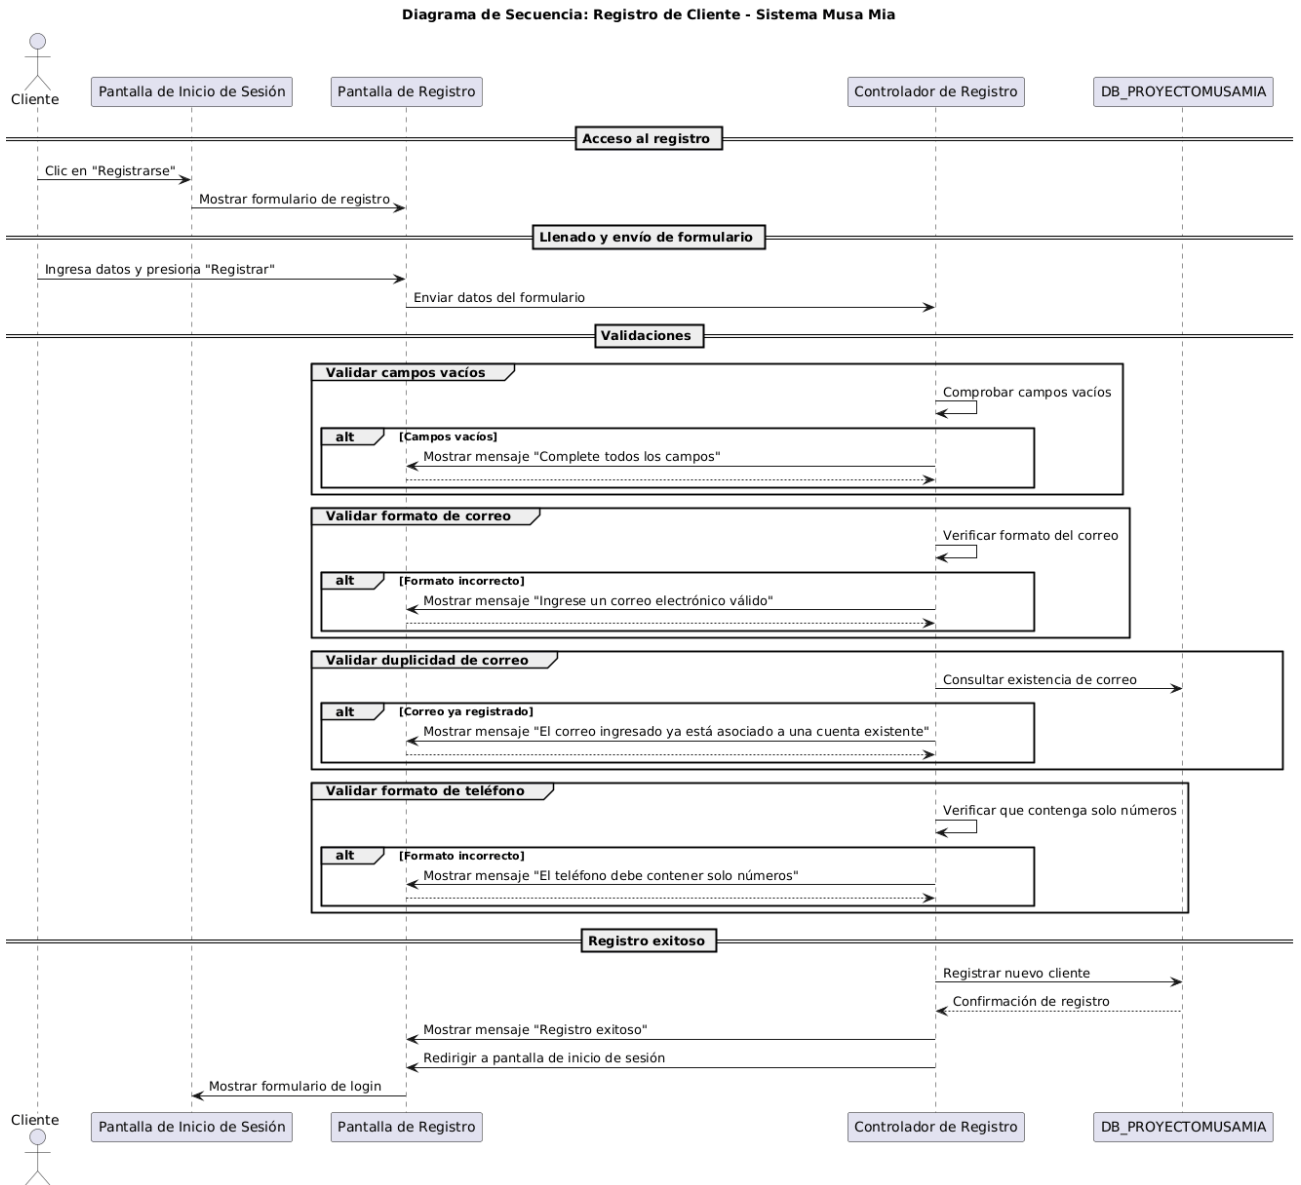 Diagrama de Secuencia: Registro de Cliente - Sistema Musa Mia
Cliente
Pantalla de Inicio de Sesión
Pantalla de Registro
Controlador de Registro
DB_PROYECTOMUSAMIA
Acceso al registro
Clic en "Registrarse"
Mostrar formulario de registro
Llenado y envío de formulario
Ingresa datos y presiona "Registrar"
Enviar datos del formulario
Validaciones
Validar campos vacíos
Comprobar campos vacíos
alt [Campos vacíos]
Mostrar mensaje "Complete todos los campos"
Validar formato de correo
Verificar formato del correo
alt [Formato incorrecto]
Mostrar mensaje "Ingrese un correo electrónico válido"
Validar duplicidad de correo
Consultar existencia de correo
alt [Correo ya registrado]
Mostrar mensaje "El correo ingresado ya está asociado a una cuenta existente"
Validar formato de teléfono
Verificar que contenga solo números
alt [Formato incorrecto]
Mostrar mensaje "El teléfono debe contener solo números"
Registro exitoso
Registrar nuevo cliente
Confirmación de registro
Mostrar mensaje "Registro exitoso"
Redirigir a pantalla de inicio de sesión
Mostrar formulario de login
Cliente
Pantalla de Inicio de Sesión
Pantalla de Registro
Controlador de Registro
DB_PROYECTOMUSAMIA